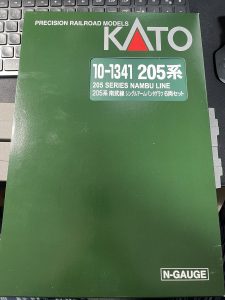 PRECISION RAILROAD MODELS
KATO
10-1341 205系
205 SERIES NAMBU LINE
205系 南武線 シングルアームパンタグラフ 6両セット
N-GAUGE